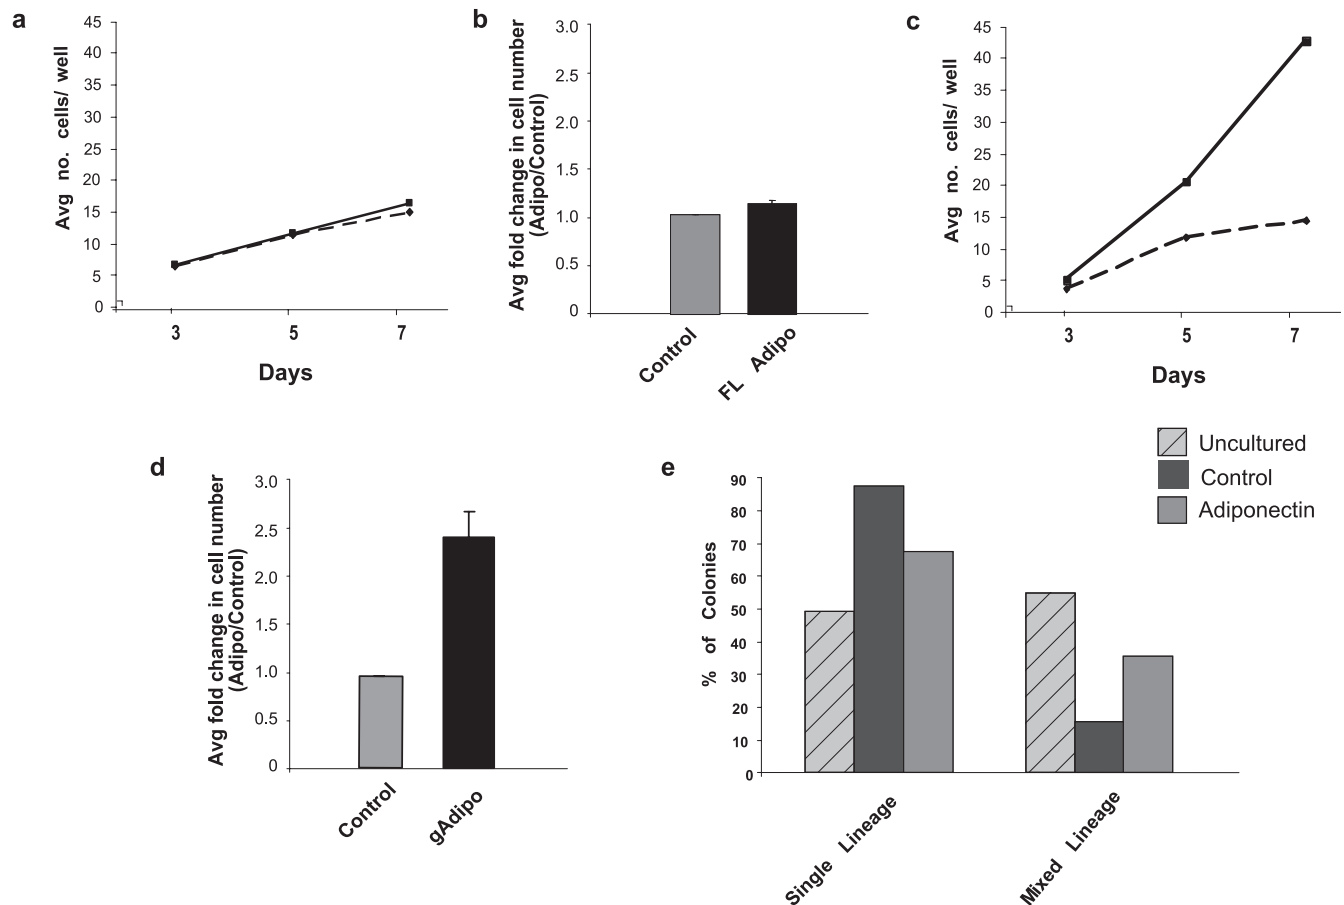 a
45
40
35
30
25
20
15
10
5
0
Avg no. cells/ well
3 5 7
Days
b
3.0
2.5
2.0
1.5
1.0
0.5
0
Avg fold change in cell number
(Adipo/Control)
Control
FL Adipo
c
45
40
35
30
25
20
15
10
5
0
Avg no. cells/ well
3 5 7
Days
d
3.0
2.5
2.0
1.5
1.0
0.5
0
Avg fold change in cell number
(Adipo/Control)
Control
gAdipo
e
Uncultured
Control
Adiponectin
90
80
70
60
50
40
30
20
10
0
% of Colonies
Single Lineage
Mixed Lineage